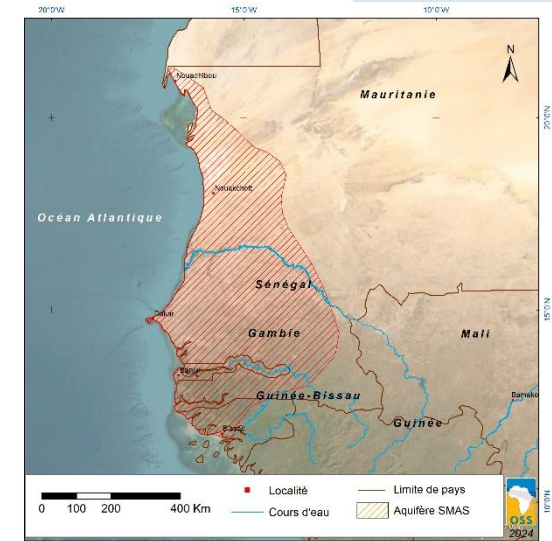 20°0'W 15°0'W 10°0'W
N
Nouadhibou
Mauritanie
20°0'N
Nouakchott
Océan Atlantique
Sénégal
15°0'N
Dakar
Gambie
Mali
Banjul
Guinée-Bissau
Bamako
Guinée
Bissau
Localité
Limite de pays
0 100 200 400 Km
Cours d'eau
Aquifère SMAS
10°0'N
OSS
2024